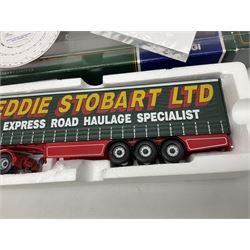 EDDIE STOBART LTD
EXPRESS ROAD HAULAGE SPECIALIST